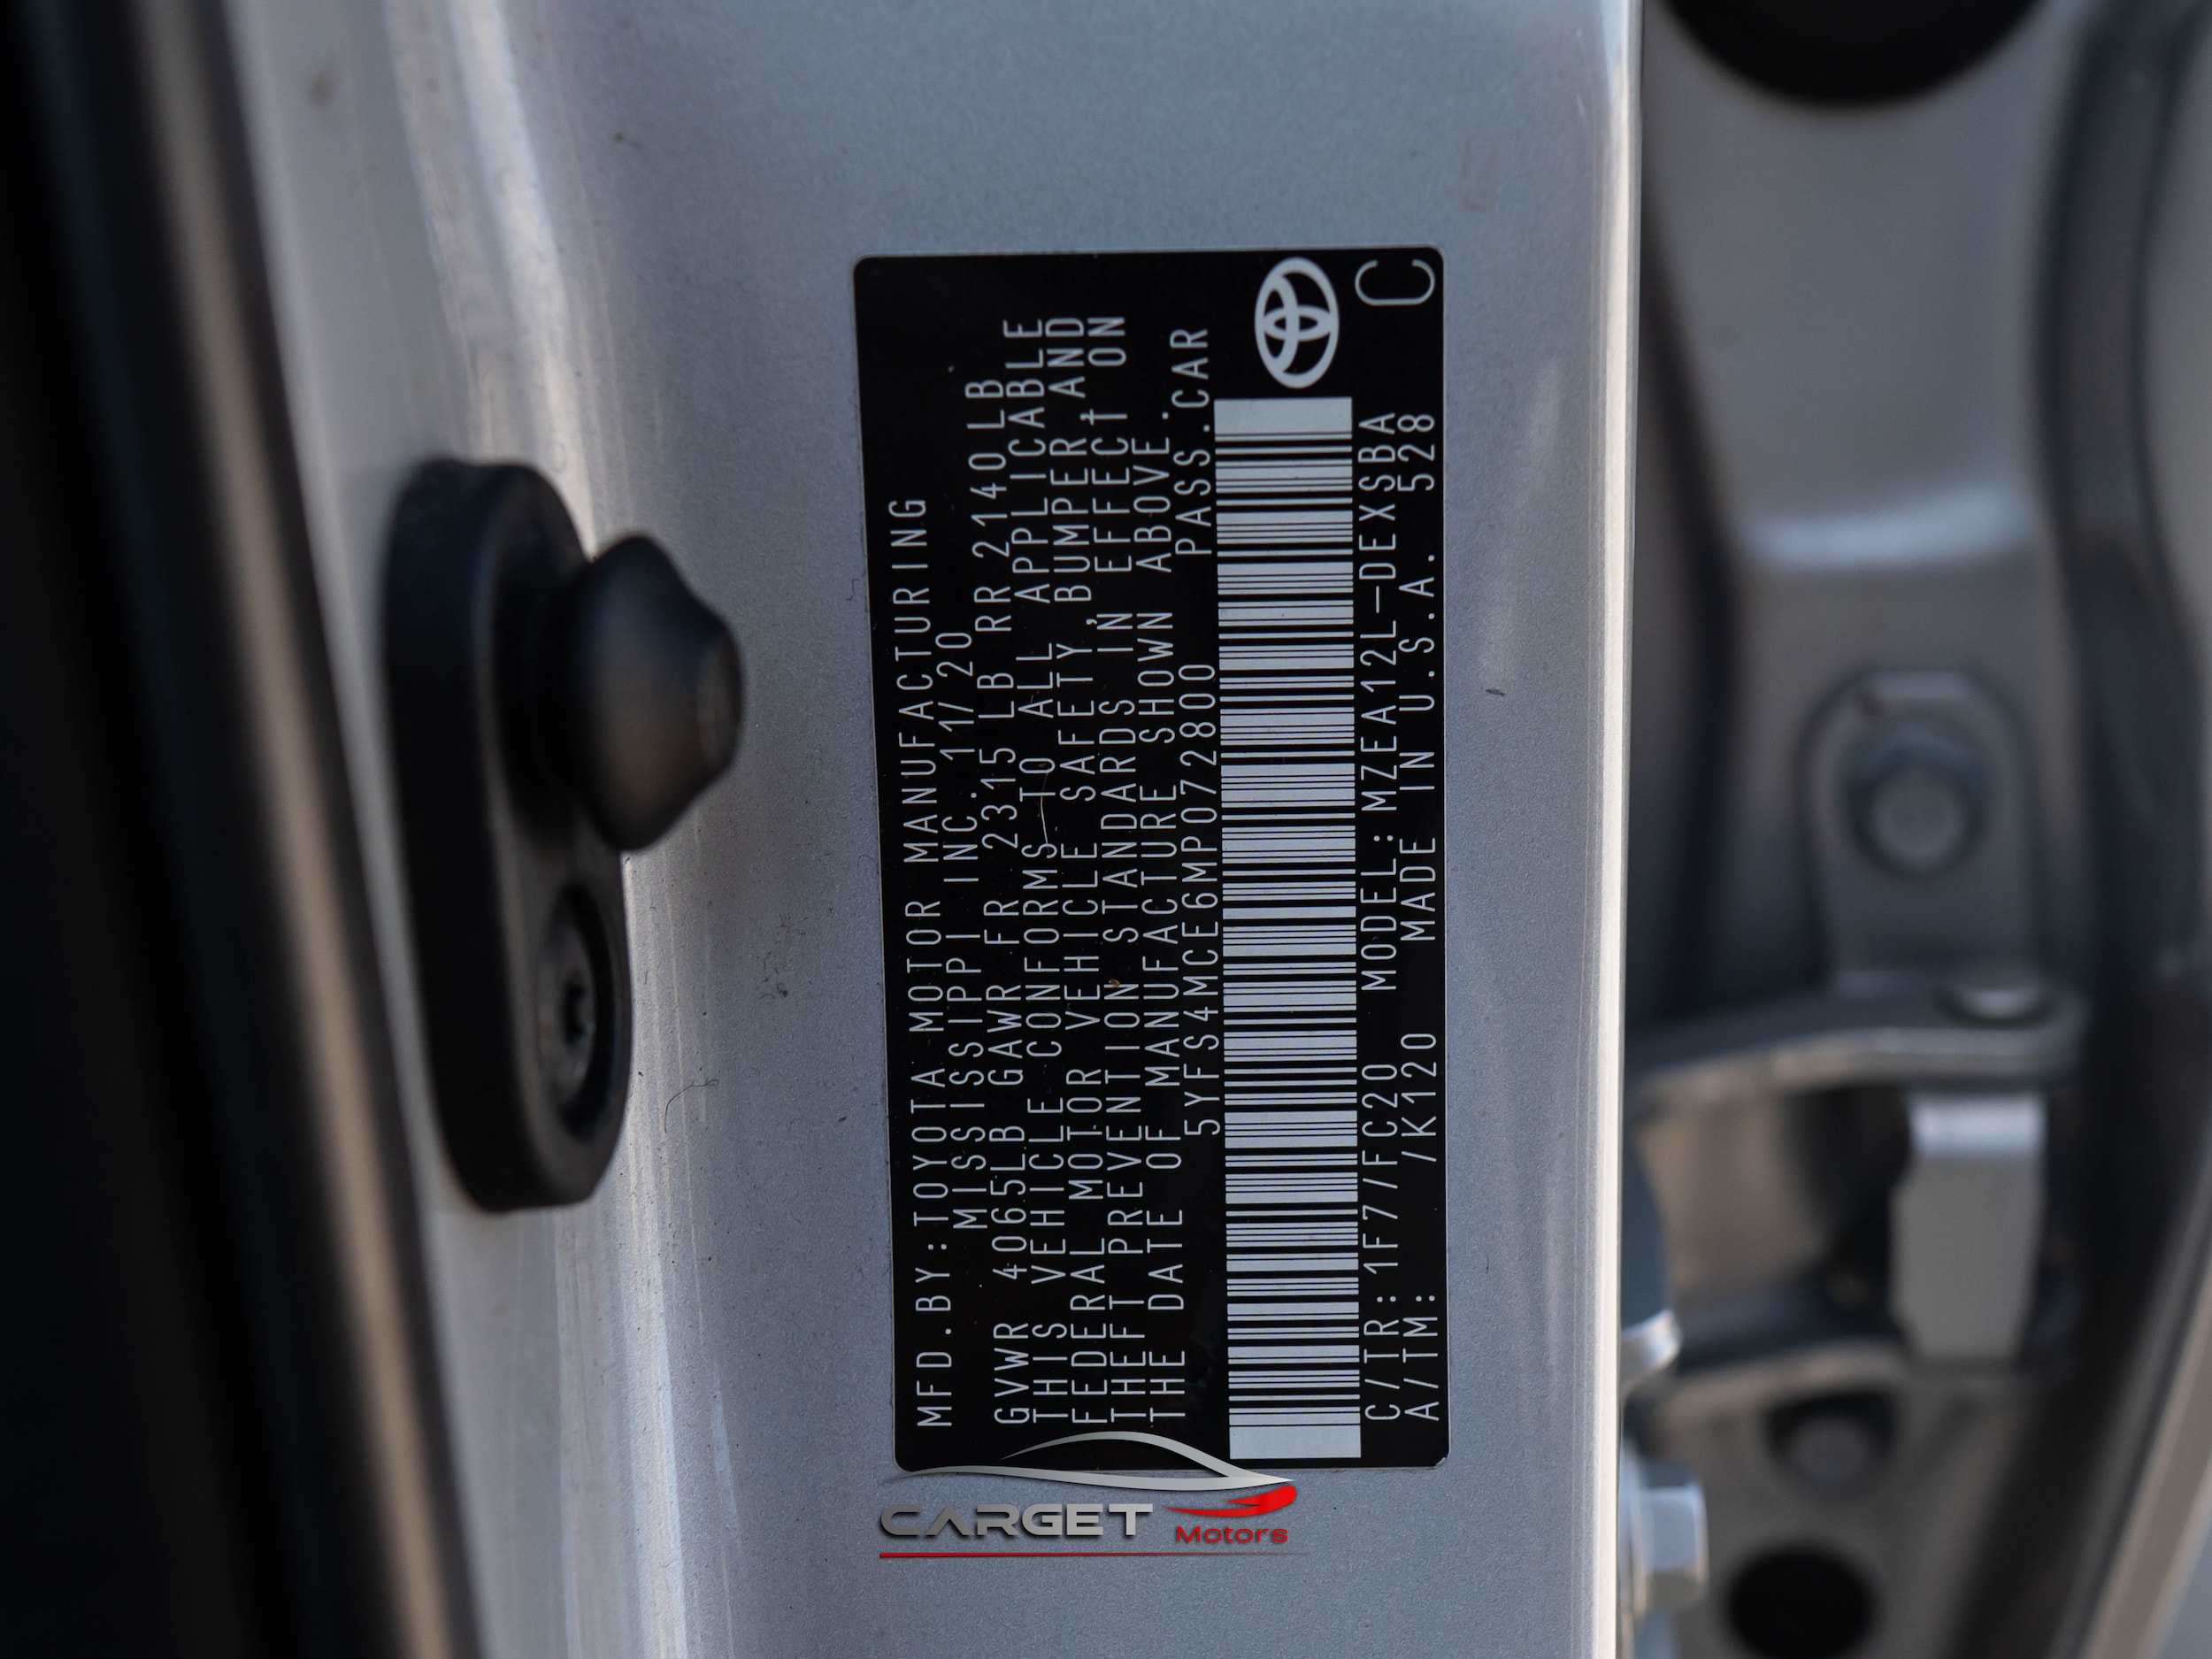 MFD.BY:TOYOTA MOTOR MANUFACTURING
MISSISSIPPI INC. 11/20
GVWR 4065LB GAWR FR 2315 LB RR 2140LB
THIS VEHICLE CONFORMS TO ALL APPLICABLE
FEDERAL MOTOR VEHICLE SAFETY, BUMPER, AND
THEFT PREVENTION STANDARDS IN EFFECT ON
THE DATE OF MANUFACTURE SHOWN ABOVE.
5YFS4MCE6MP072800 PASS.CAR
C/TR:1F7/FC20 MODEL:MZEA12L-DEXSBA
A/TM: /K120 MADE IN U.S.A. 528
C
CARGET
Motors